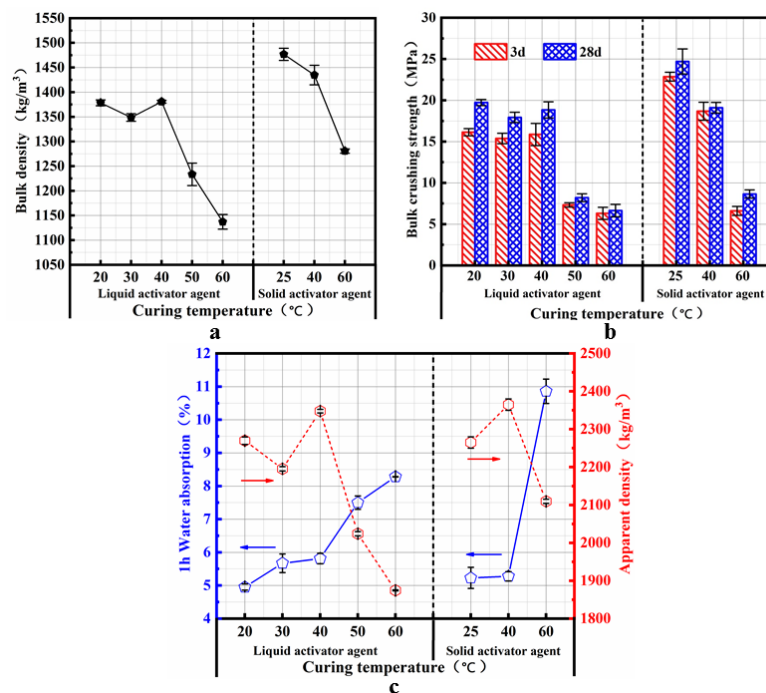 1550
1500
1450
1400
1350
1300
1250
1200
1150
1100
1050
Bulk density（kg/m³）
20 30 40 50 60 25 40 60
Liquid activator agent Solid activator agent
Curing temperature（℃）
a
30
25
20
15
10
5
0
Bulk crushing strength（MPa）
3d 28d
20 30 40 50 60 25 40 60
Liquid activator agent Solid activator agent
Curing temperature（℃）
b
12
11
10
9
8
7
6
5
4
1h Water absorption（%）
2500
2400
2300
2200
2100
2000
1900
1800
Apparent density（kg/m³）
20 30 40 50 60 25 40 60
Liquid activator agent Solid activator agent
Curing temperature（℃）
c